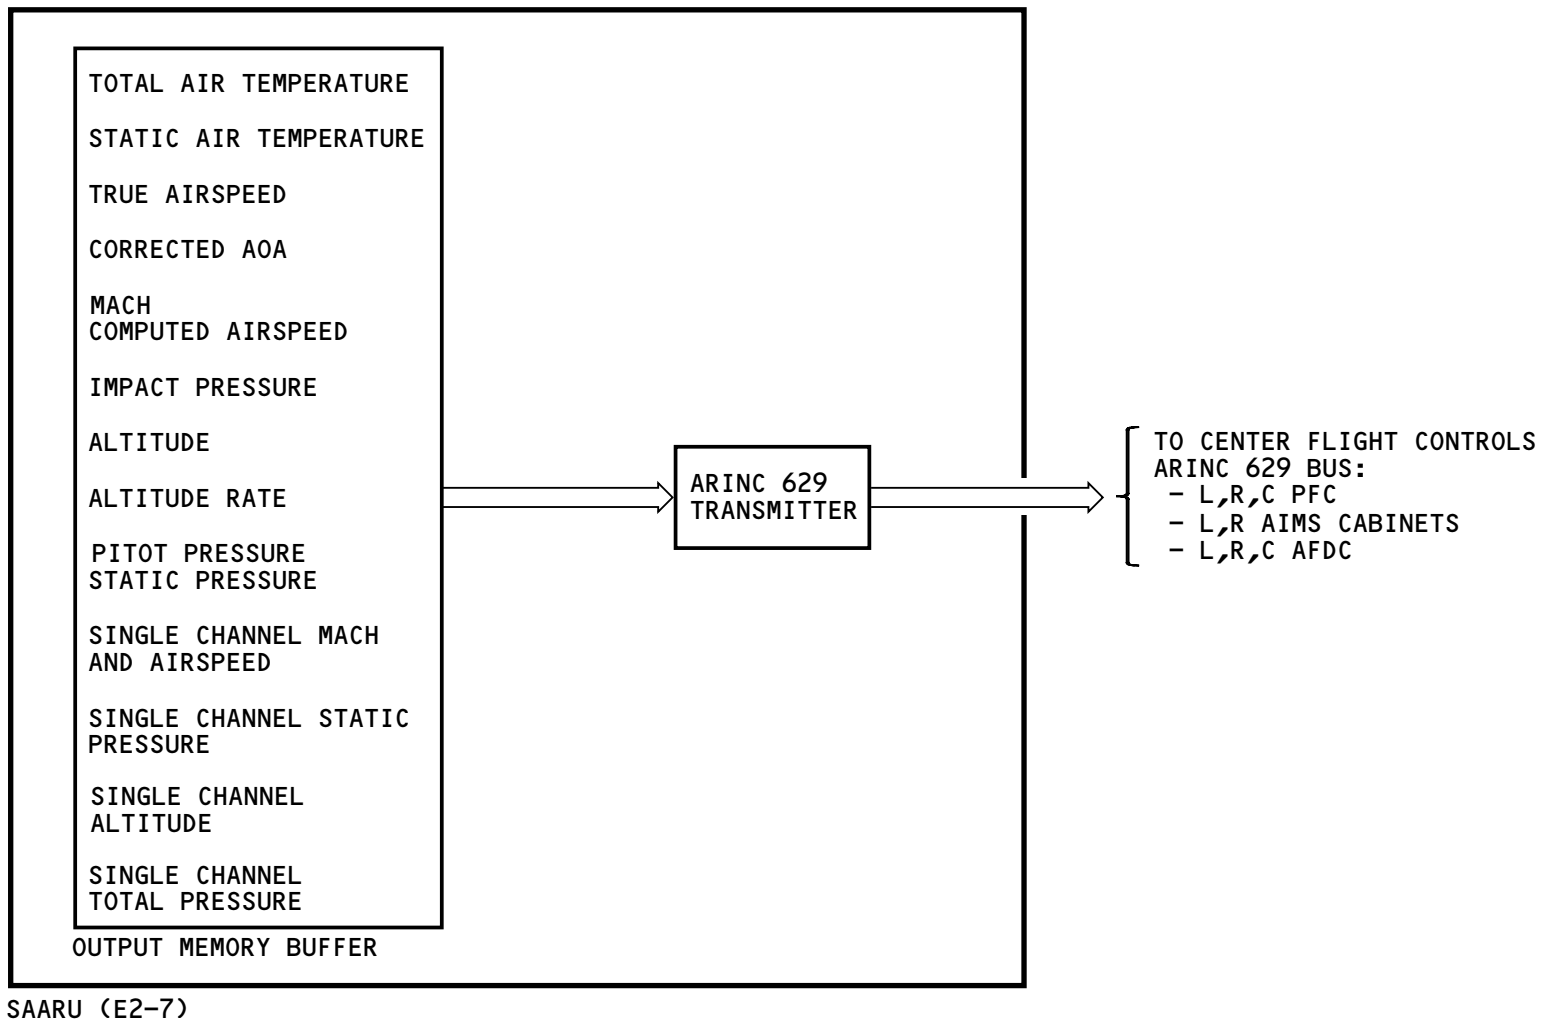 TOTAL AIR TEMPERATURE
STATIC AIR TEMPERATURE
TRUE AIRSPEED
CORRECTED AOA
MACH
COMPUTED AIRSPEED
IMPACT PRESSURE
ALTITUDE
ALTITUDE RATE
PITOT PRESSURE
STATIC PRESSURE
SINGLE CHANNEL MACH
AND AIRSPEED
SINGLE CHANNEL STATIC
PRESSURE
SINGLE CHANNEL
ALTITUDE
SINGLE CHANNEL
TOTAL PRESSURE
OUTPUT MEMORY BUFFER
ARINC 629
TRANSMITTER
TO CENTER FLIGHT CONTROLS
ARINC 629 BUS:
– L,R,C PFC
– L,R AIMS CABINETS
– L,R,C AFDC
SAARU (E2–7)